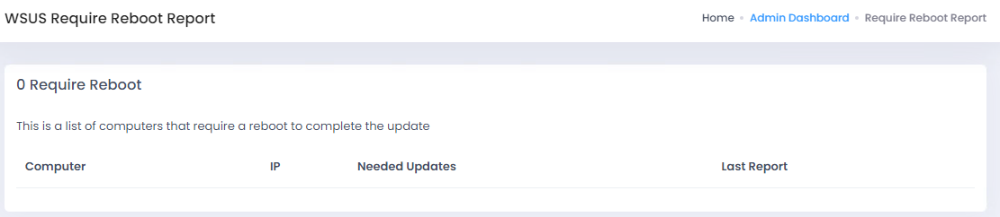 WSUS Require Reboot Report
Home • Admin Dashboard • Require Reboot Report
0 Require Reboot
This is a list of computers that require a reboot to complete the update
Computer IP Needed Updates Last Report